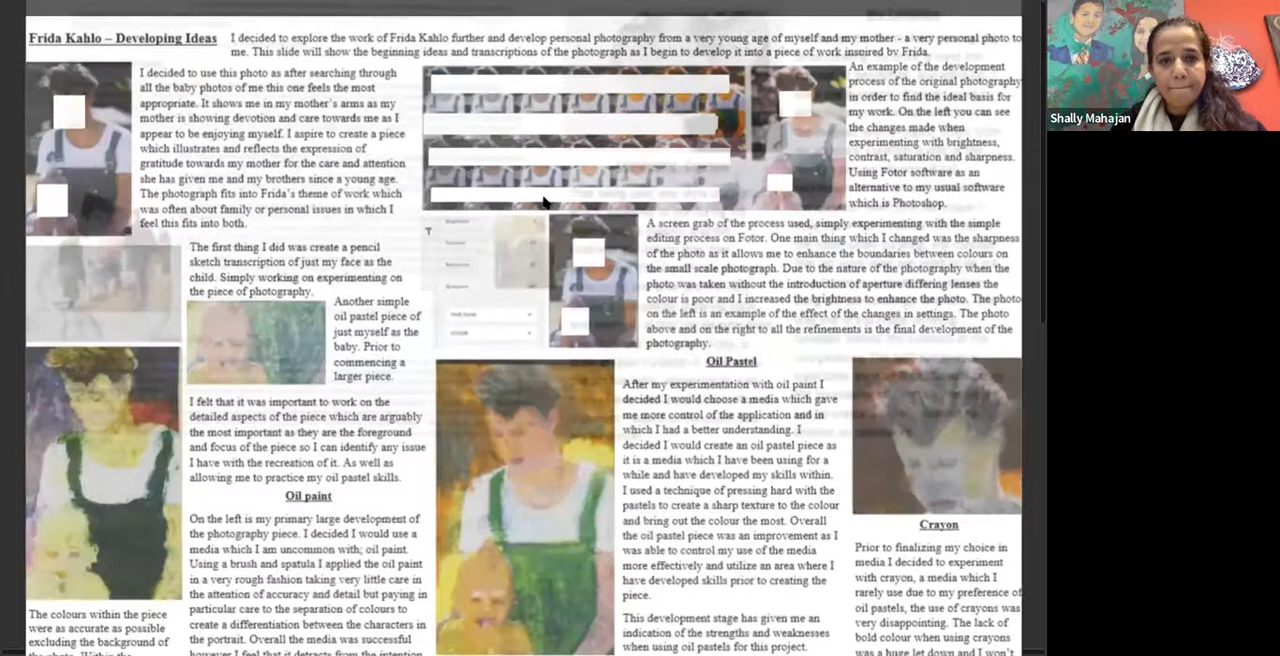 Frida Kahlo – Developing Ideas
I decided to explore the work of Frida Kahlo further and develop personal photography from a very young age of myself and my mother - a very personal photo to
me. This slide will show the beginning ideas and transcriptions of the photograph as I begin to develop it into a piece of work inspired by Frida.
I decided to use this photo as after searching through
all the baby photos of me this one feels the most
appropriate. It shows me in my mother's arms as my
mother is showing devotion and care towards me as I
appear to be enjoying myself. I aspire to create a piece
which illustrates and reflects the expression of
gratitude towards my mother for the care and attention
she has given me and my brothers since a young age.
The photograph fits into Frida's theme of work which
was often about family or personal issues in which I
feel this fits into both.
An example of the development
process of the original photography
in order to find the ideal basis for
my work. On the left you can see
the changes made when
experimenting with brightness,
contrast, saturation and sharpness.
Using Fotor software as an
alternative to my usual software
which is Photoshop.
The first thing I did was create a pencil
sketch transcription of just my face as the
child. Simply working on experimenting on
the piece of photography.
Another simple
oil pastel piece of
just myself as the
baby. Prior to
commencing a
larger piece.
A screen grab of the process used, simply experimenting with the simple
editing process on Fotor. One main thing which I changed was the sharpness
of the photo as it allows me to enhance the boundaries between colours on
the small scale photograph. Due to the nature of the photography when the
photo was taken without the introduction of aperture differing lenses the
colour is poor and I increased the brightness to enhance the photo. The photo
on the left is an example of the effect of the changes in settings. The photo
above and on the right to all the refinements is the final development of the
photography.
I felt that it was important to work on the
detailed aspects of the piece which are arguably
the most important as they are the foreground
and focus of the piece so I can identify any issue
I have with the recreation of it. As well as
allowing me to practice my oil pastel skills.
Oil paint
On the left is my primary large development of
the photography piece. I decided I would use a
media which I am uncommon with; oil paint.
Using a brush and spatula I applied the oil paint
in a very rough fashion taking very little care in
the attention of accuracy and detail but paying in
particular care to the separation of colours to
create a differentiation between the characters in
the portrait. Overall the media was successful
however I feel that it detracts from the intention
The colours within the piece
were as accurate as possible
excluding the background of
the photo. Within the
Oil Pastel
After my experimentation with oil paint I
decided I would choose a media which gave
me more control of the application and in
which I had a better understanding. I
decided I would create an oil pastel piece as
it is a media which I have been using for a
while and have developed my skills within.
I used a technique of pressing hard with the
pastels to create a sharp texture to the colour
and bring out the colour the most. Overall
the oil pastel piece was an improvement as I
was able to control my use of the media
more effectively and utilize an area where I
have developed skills prior to creating the
piece.
This development stage has given me an
indication of the strengths and weaknesses
when using oil pastels for this project.
Crayon
Prior to finalizing my choice in
media I decided to experiment
with crayon, a media which I
rarely use due to my preference of
oil pastels, the use of crayons was
very disappointing. The lack of
bold colour when using crayons
was a huge let down and I won't
Shally Mahajan